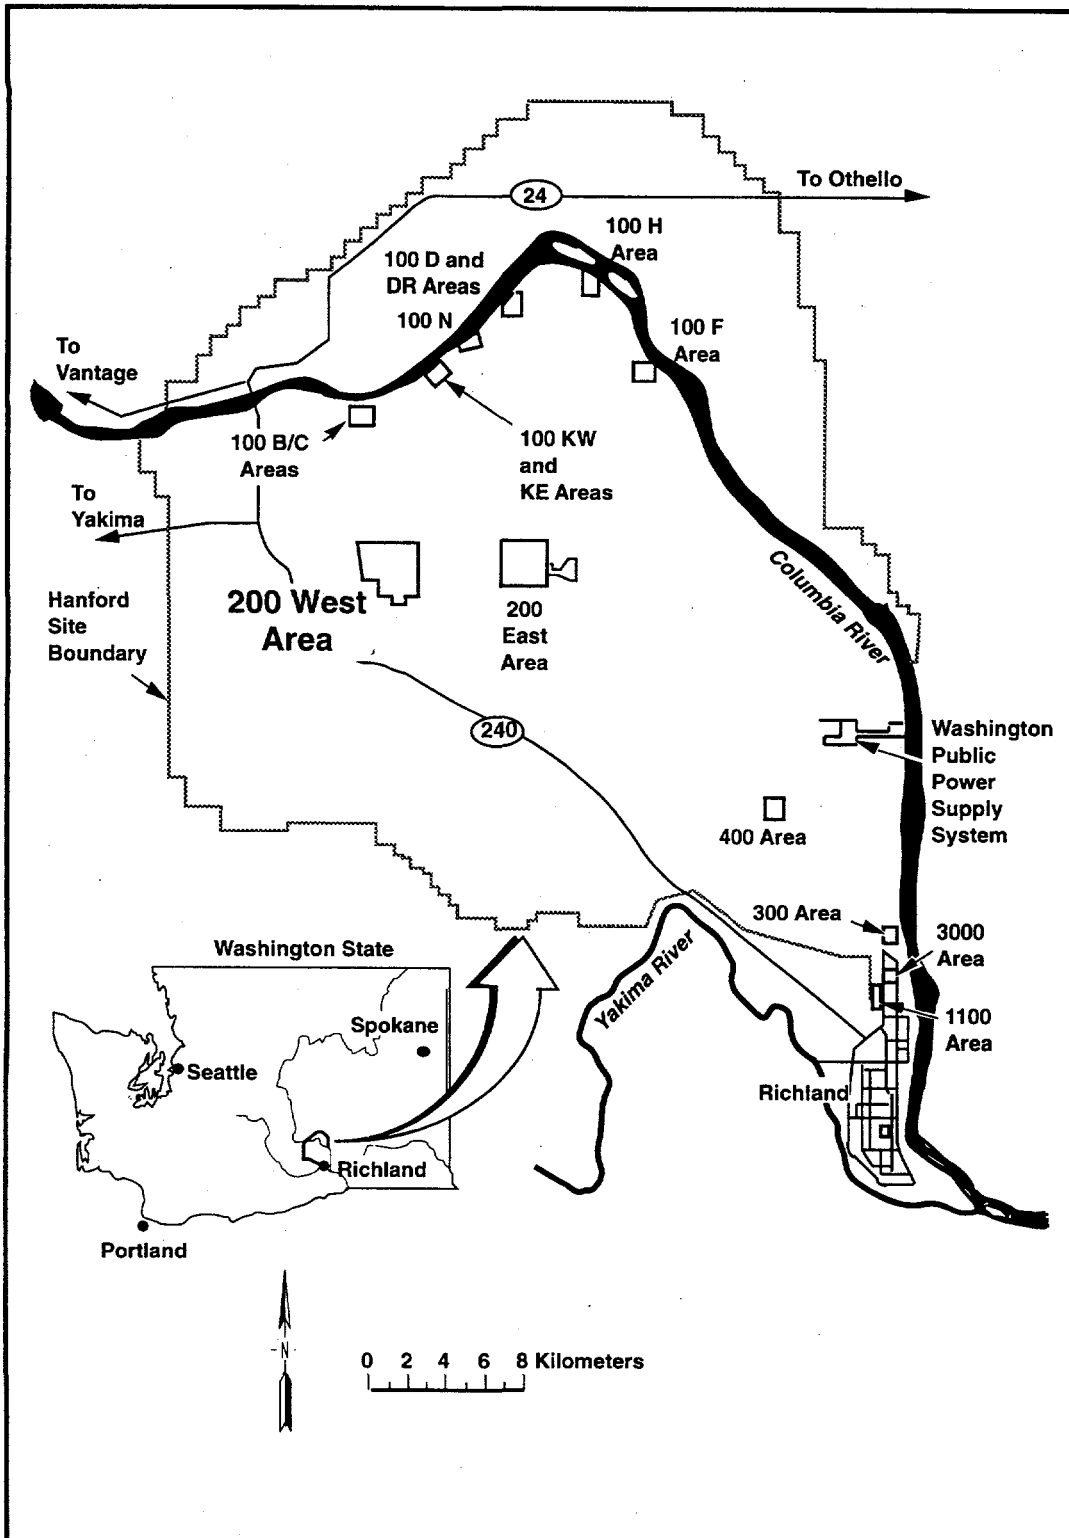 To Othello
24
100 H
Area
100 D and
DR Areas
100 N
100 F
Area
To
Vantage
100 B/C
Areas
100 KW
and
KE Areas
To
Yakima
Columbia River
Hanford
Site
Boundary
200 West
Area
200
East
Area
240
Washington
Public
Power
Supply
System
400 Area
300 Area
3000
Area
Washington State
Yakima River
1100
Area
Spokane
Seattle
Richland
Richland
Portland
N
0 2 4 6 8 Kilometers